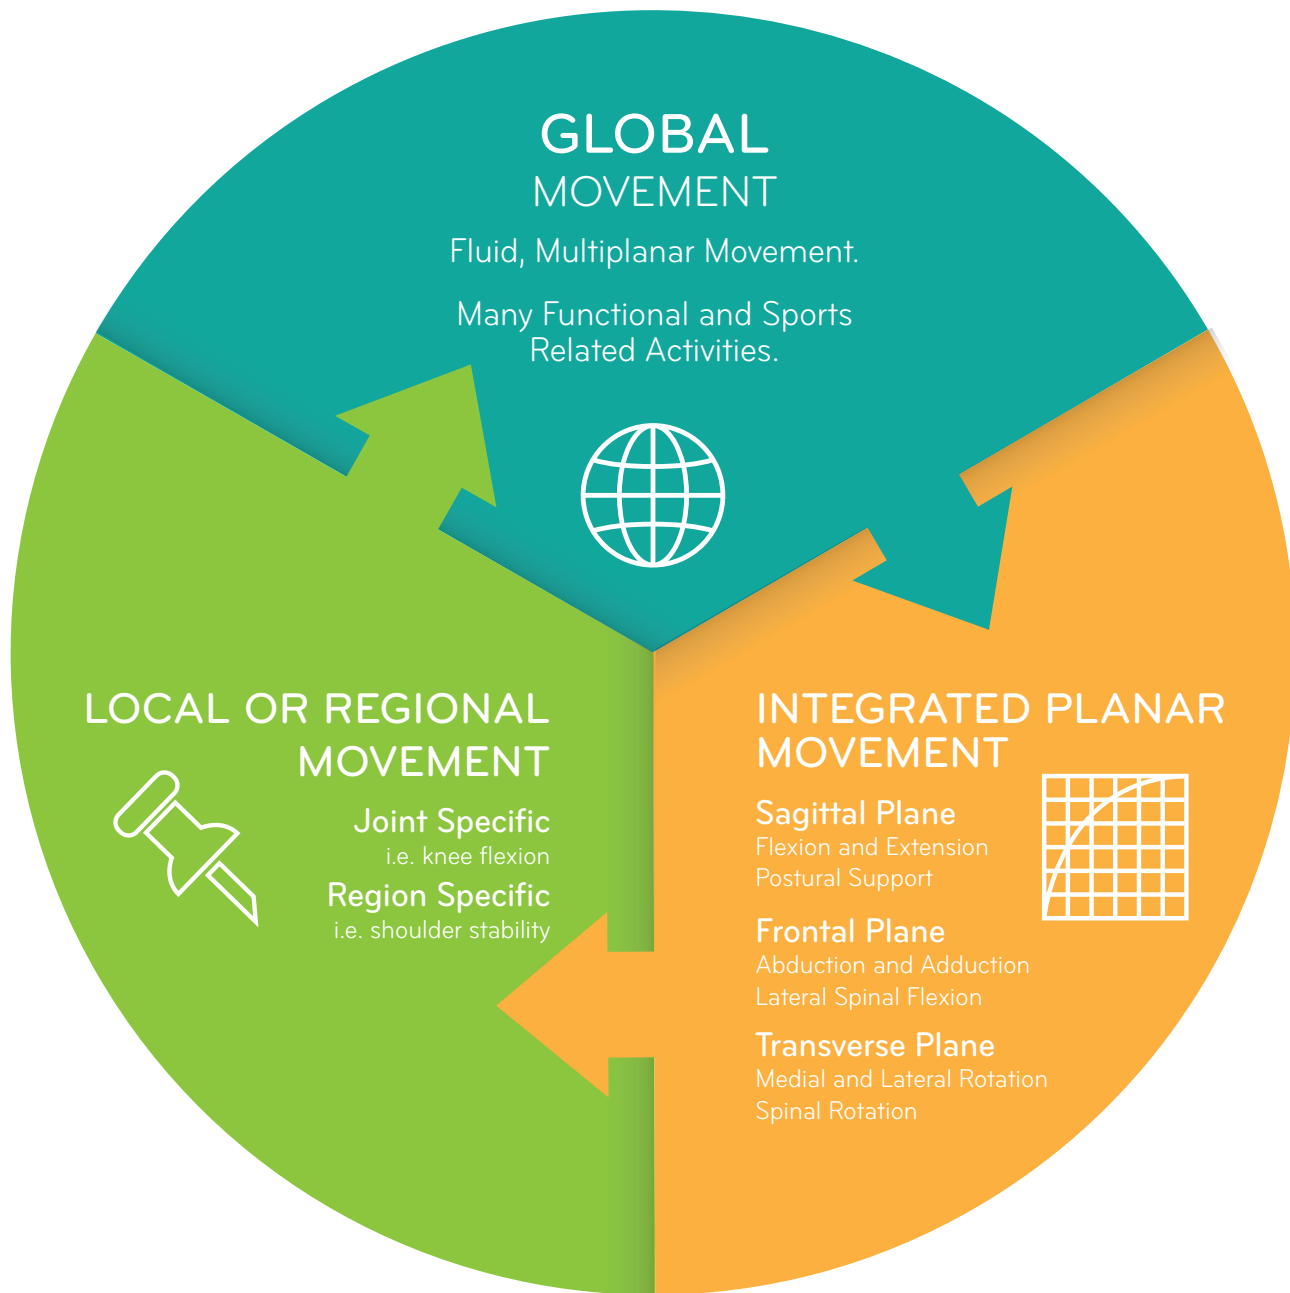 GLOBAL
MOVEMENT
Fluid, Multiplanar Movement.
Many Functional and Sports
Related Activities.
LOCAL OR REGIONAL
MOVEMENT
Joint Specific
i.e. knee flexion
Region Specific
i.e. shoulder stability
INTEGRATED PLANAR
MOVEMENT
Sagittal Plane
Flexion and Extension
Postural Support
Frontal Plane
Abduction and Adduction
Lateral Spinal Flexion
Transverse Plane
Medial and Lateral Rotation
Spinal Rotation